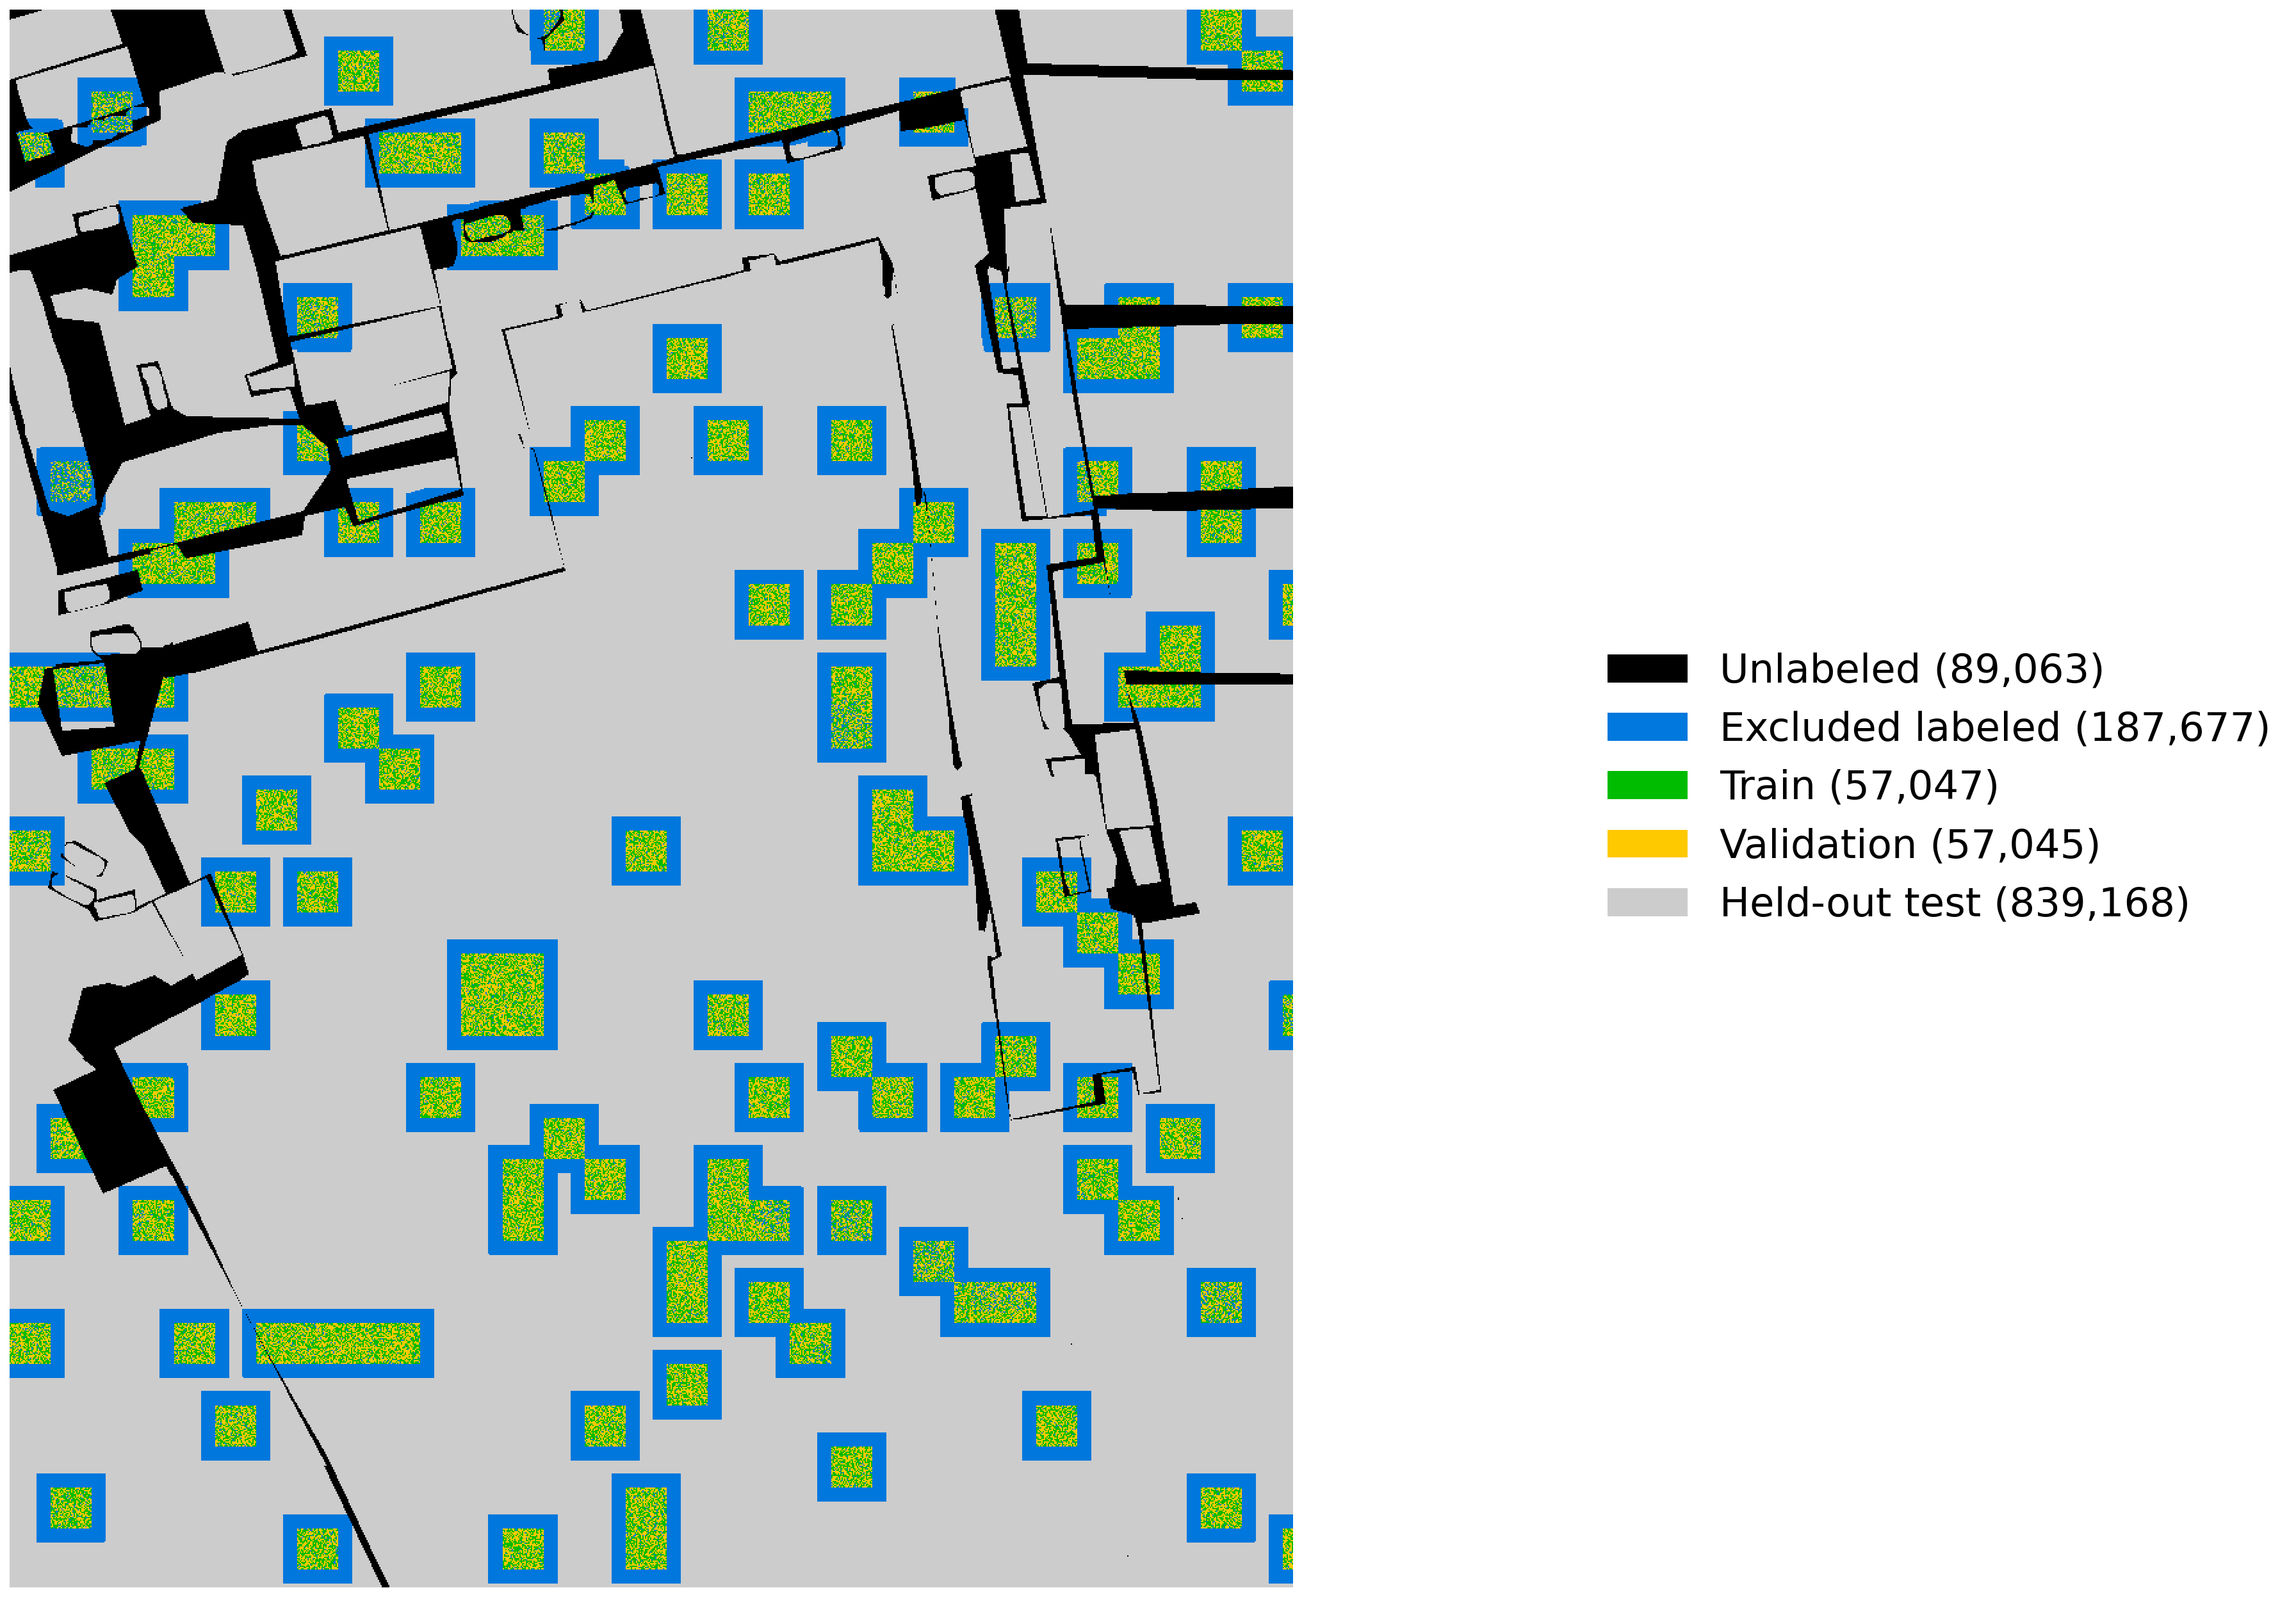 Unlabeled (89,063)
Excluded labeled (187,677)
Train (57,047)
Validation (57,045)
Held-out test (839,168)